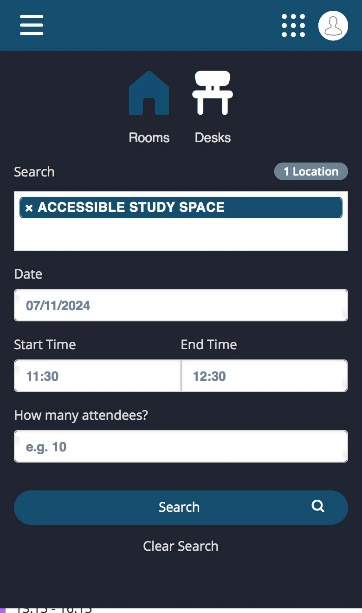 Rooms Desks
Search 1 Location
× ACCESSIBLE STUDY SPACE
Date
07/11/2024
Start Time End Time
11:30 12:30
How many attendees?
e.g. 10
Search
Clear Search